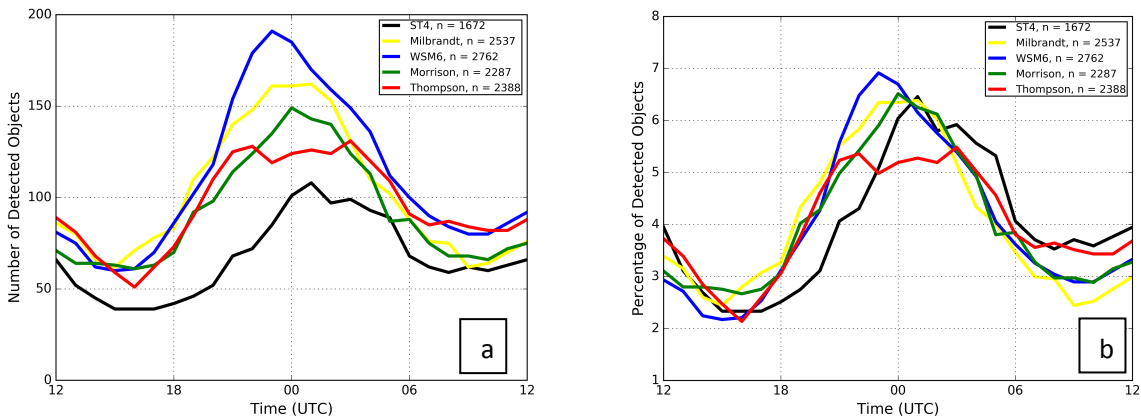 200
150
100
50
0
Number of Detected Objects
ST4, n = 1672
Milbrandt, n = 2537
WSM6, n = 2762
Morrison, n = 2287
Thompson, n = 2388
a
12 18 00 06 12
Time (UTC)
8
7
6
5
4
3
2
1
Percentage of Detected Objects
ST4, n = 1672
Milbrandt, n = 2537
WSM6, n = 2762
Morrison, n = 2287
Thompson, n = 2388
b
12 18 00 06 12
Time (UTC)